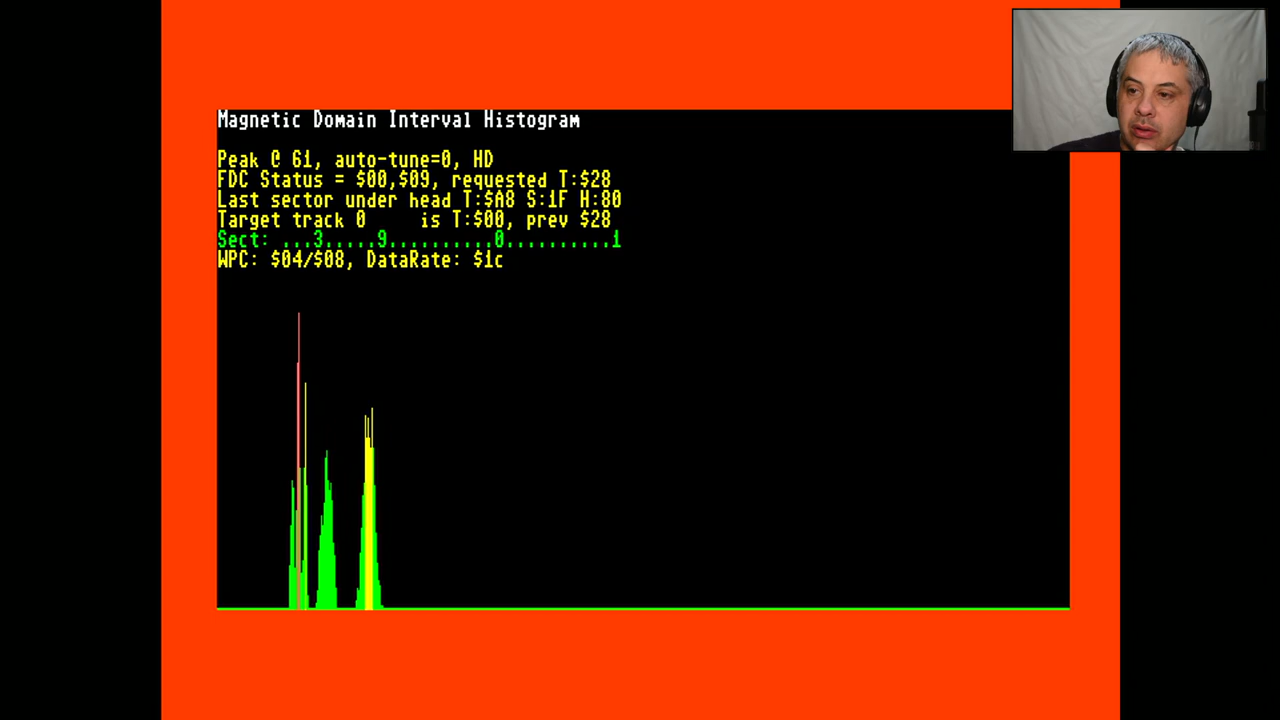 Magnetic Domain Interval Histogram
Peak @ 61, auto-tune=0, HD
FDC Status = $00,$09, requested T:$28
Last sector under head T:$A8 S:1F H:80
Target track 0 is T:$00, prev $28
Sect: ...3.....9..........0..........1
WPC: $04/$08, DataRate: $1c